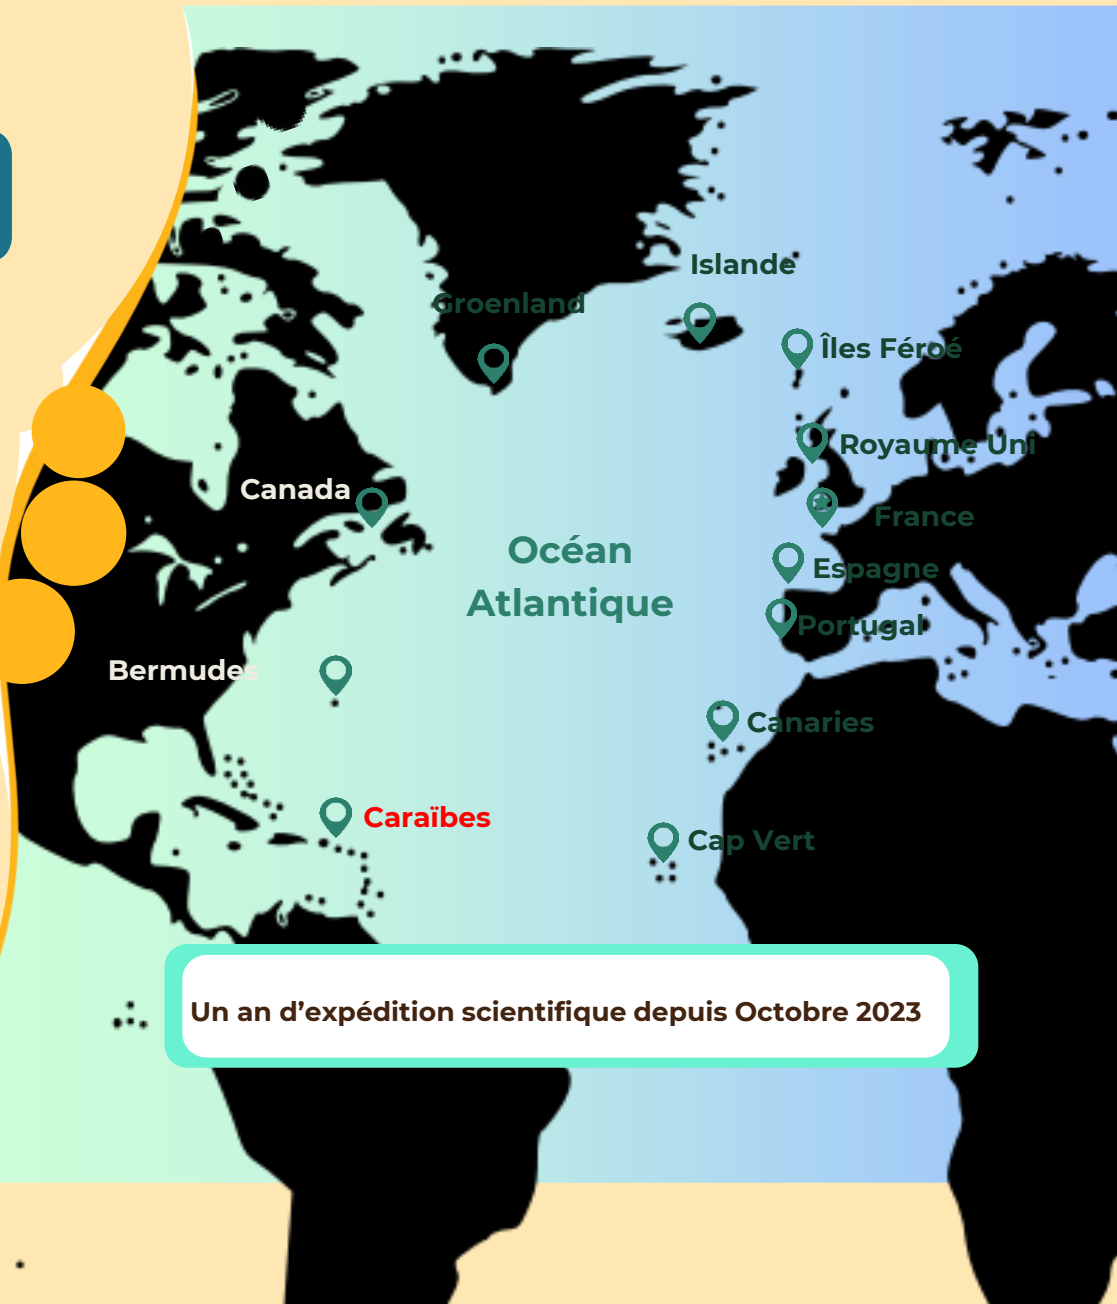 Islande
Groenland
Îles Féroé
Royaume Uni
Canada
France
Océan
Atlantique
Espagne
Portugal
Bermudes
Canaries
Caraïbes
Cap Vert
Un an d’expédition scientifique depuis Octobre 2023